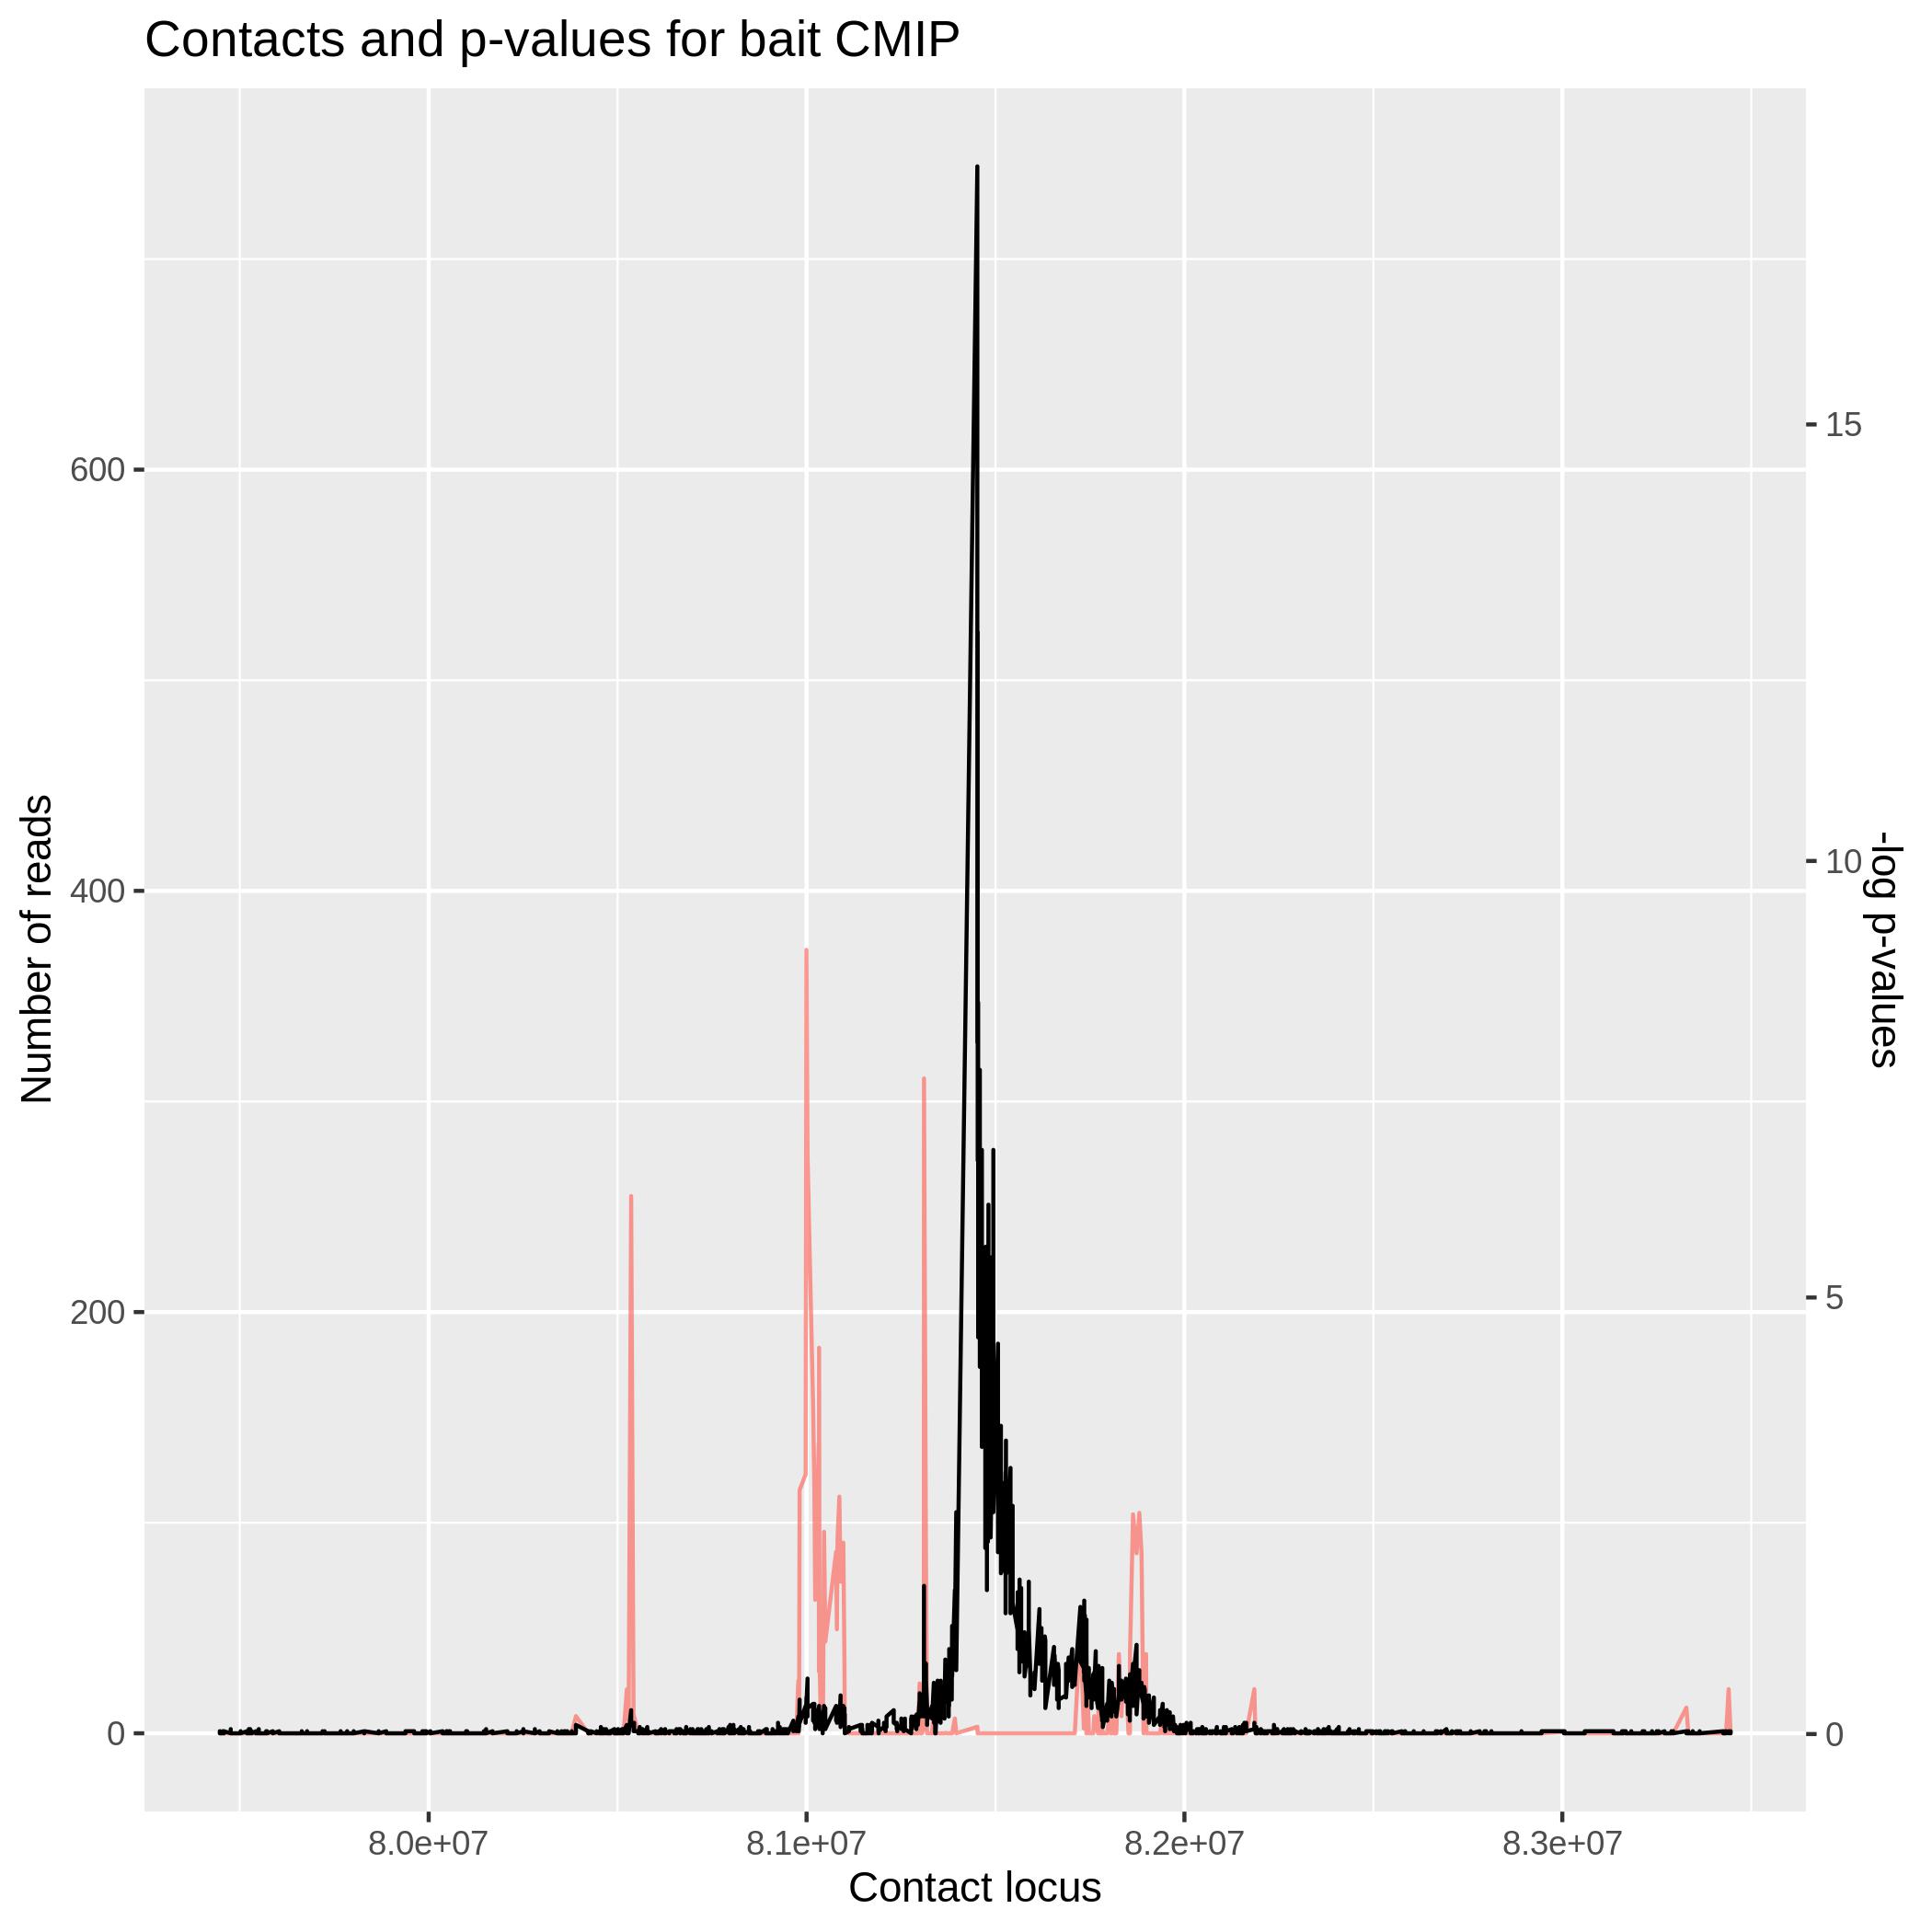 Contacts and p-values for bait CMIP
Number of reads
600
400
200
0
15
10
5
0
-log p-values
8.0e+07
8.1e+07
8.2e+07
8.3e+07
Contact locus